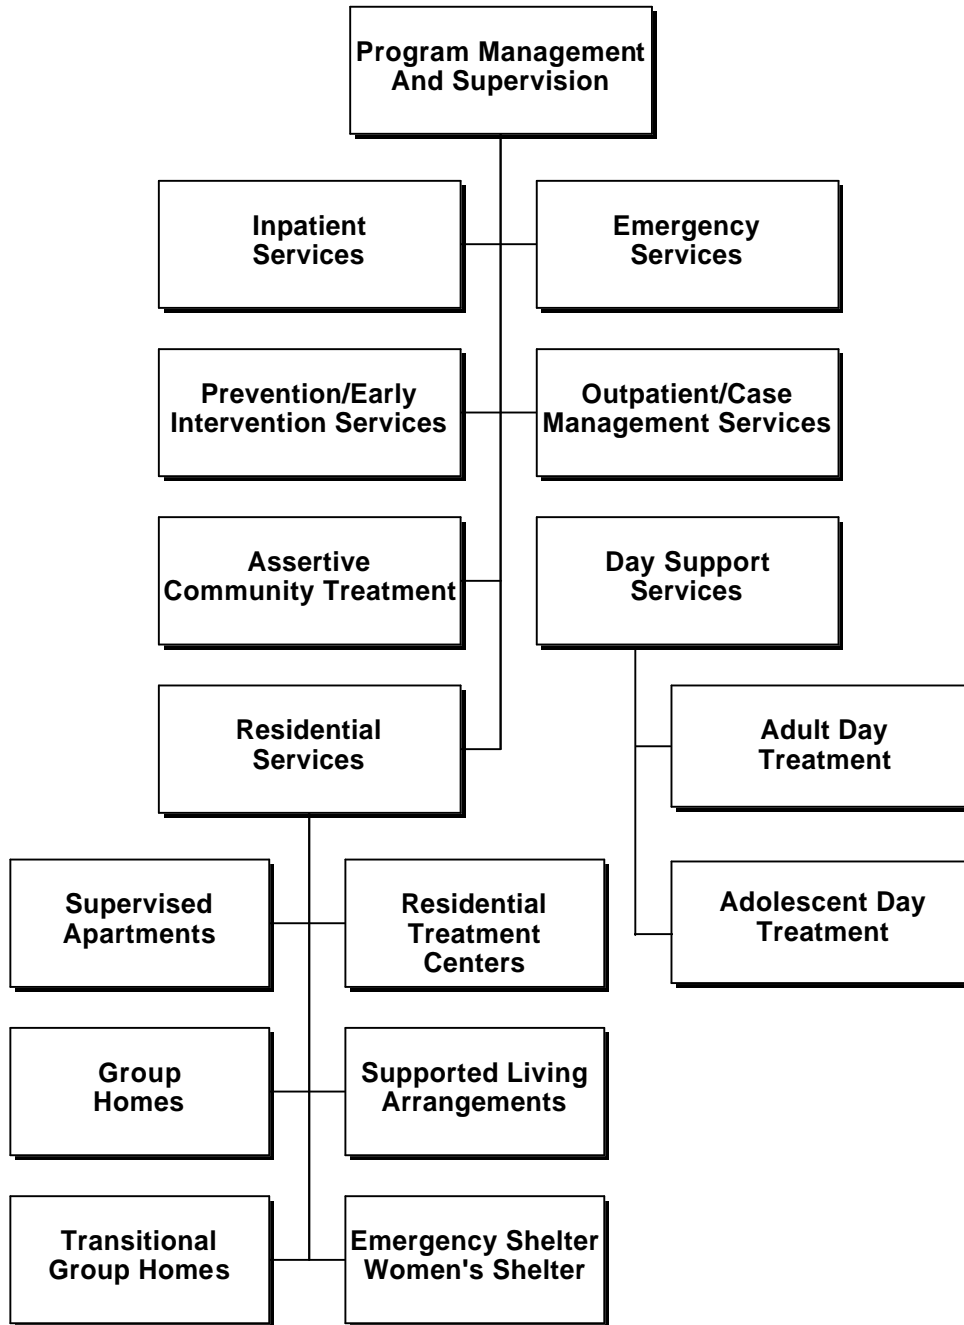 Program Management
And Supervision
Inpatient
Services
Emergency
Services
Prevention/Early
Intervention Services
Outpatient/Case
Management Services
Assertive
Community Treatment
Day Support
Services
Residential
Services
Adult Day
Treatment
Supervised
Apartments
Residential
Treatment
Centers
Adolescent Day
Treatment
Group
Homes
Supported Living
Arrangements
Transitional
Group Homes
Emergency Shelter
Women's Shelter